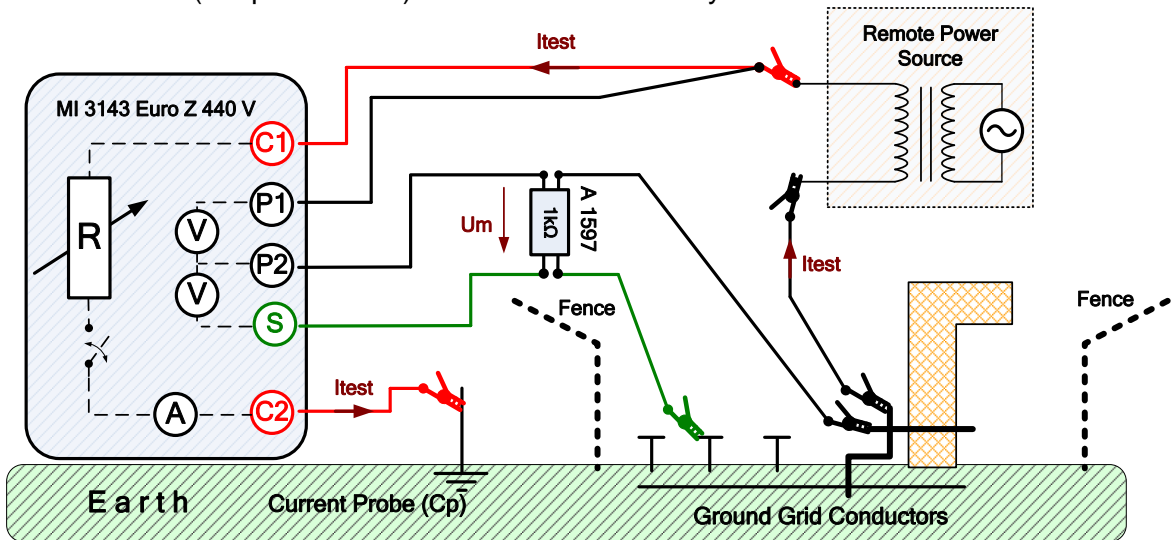 Itest
Remote Power
Source
MI 3143 Euro Z 440 V
C1
P1
R
V
P2
V
S
A
C2
Um
1kΩ
A 1597
Itest
Fence
Fence
Itest
Earth
Current Probe (Cp)
Ground Grid Conductors